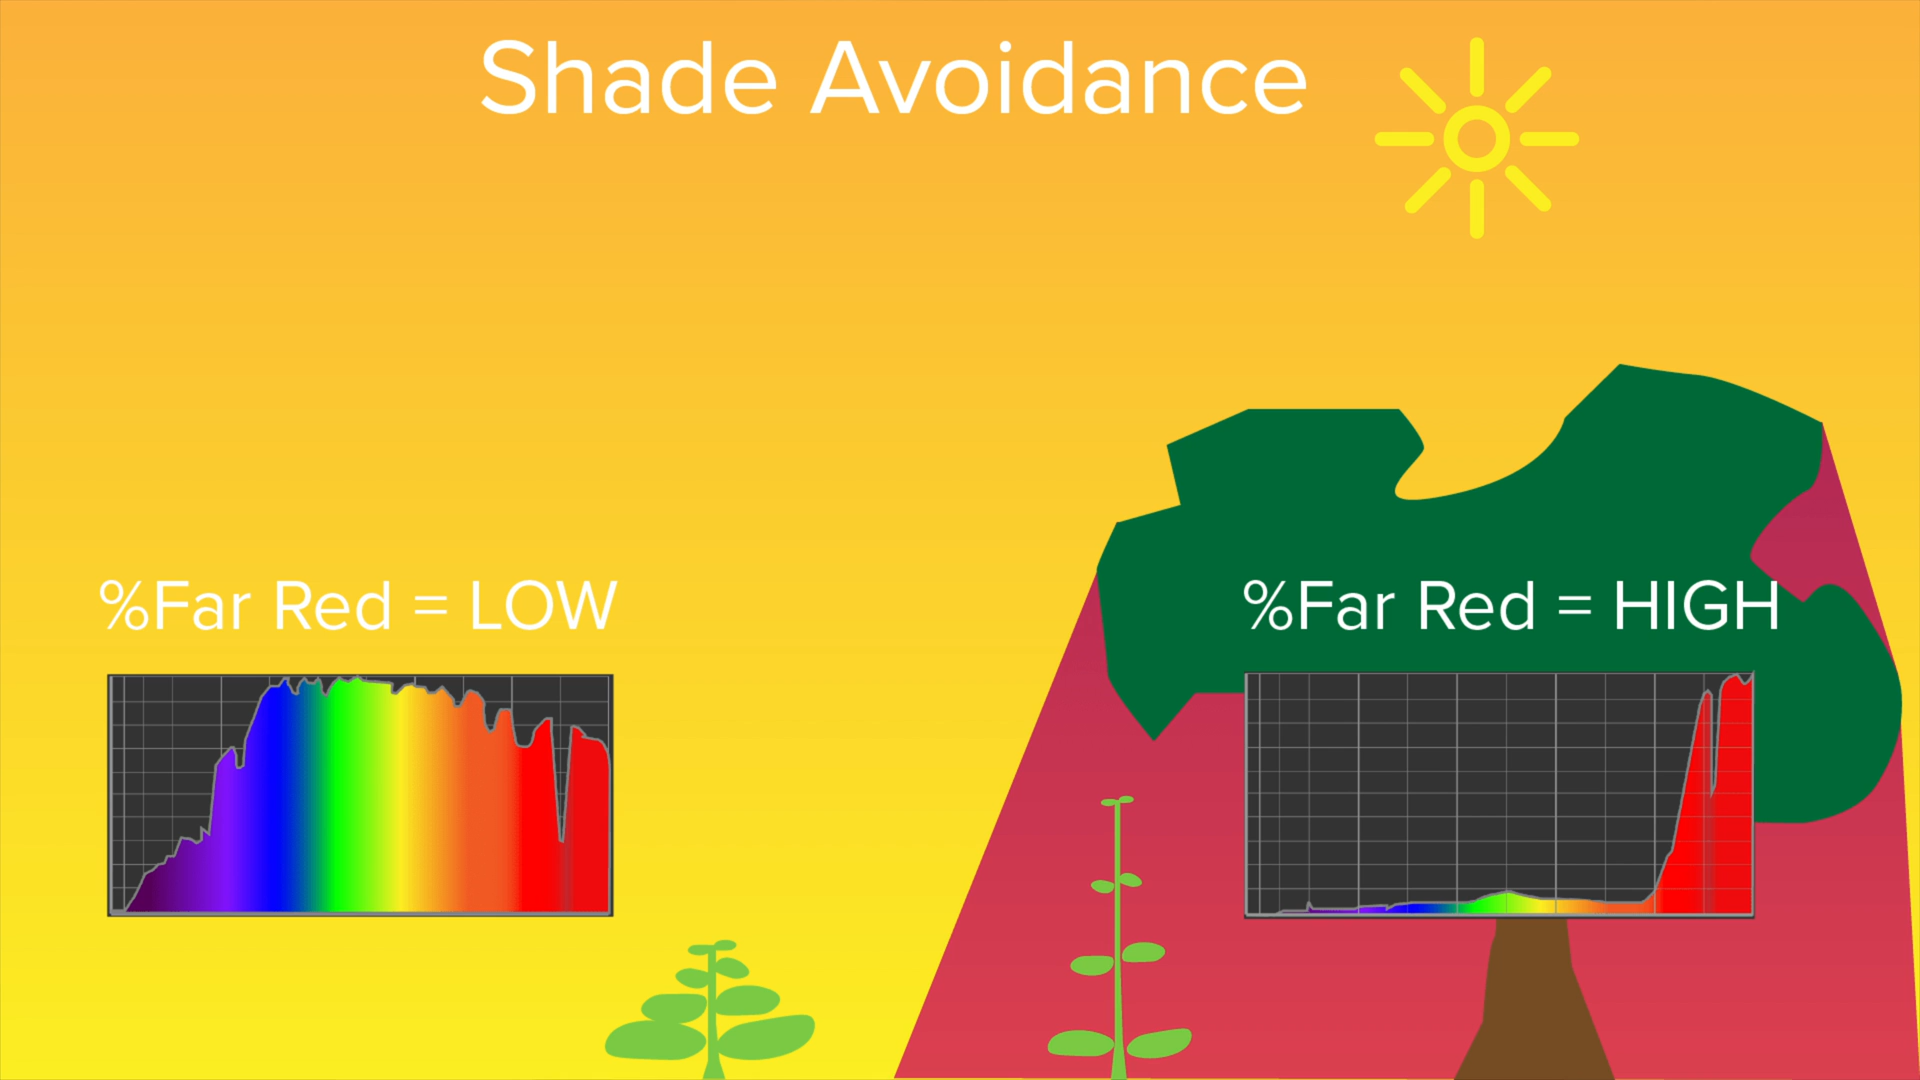 Shade Avoidance
%Far Red = LOW
%Far Red = HIGH